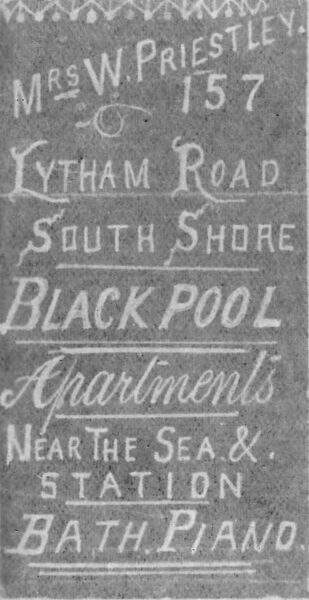 MRS W. PRIESTLEY.
157
LYTHAM ROAD
SOUTH SHORE
BLACKPOOL
Apartments
NEAR THE SEA. &.
STATION
BATH. PIANO.